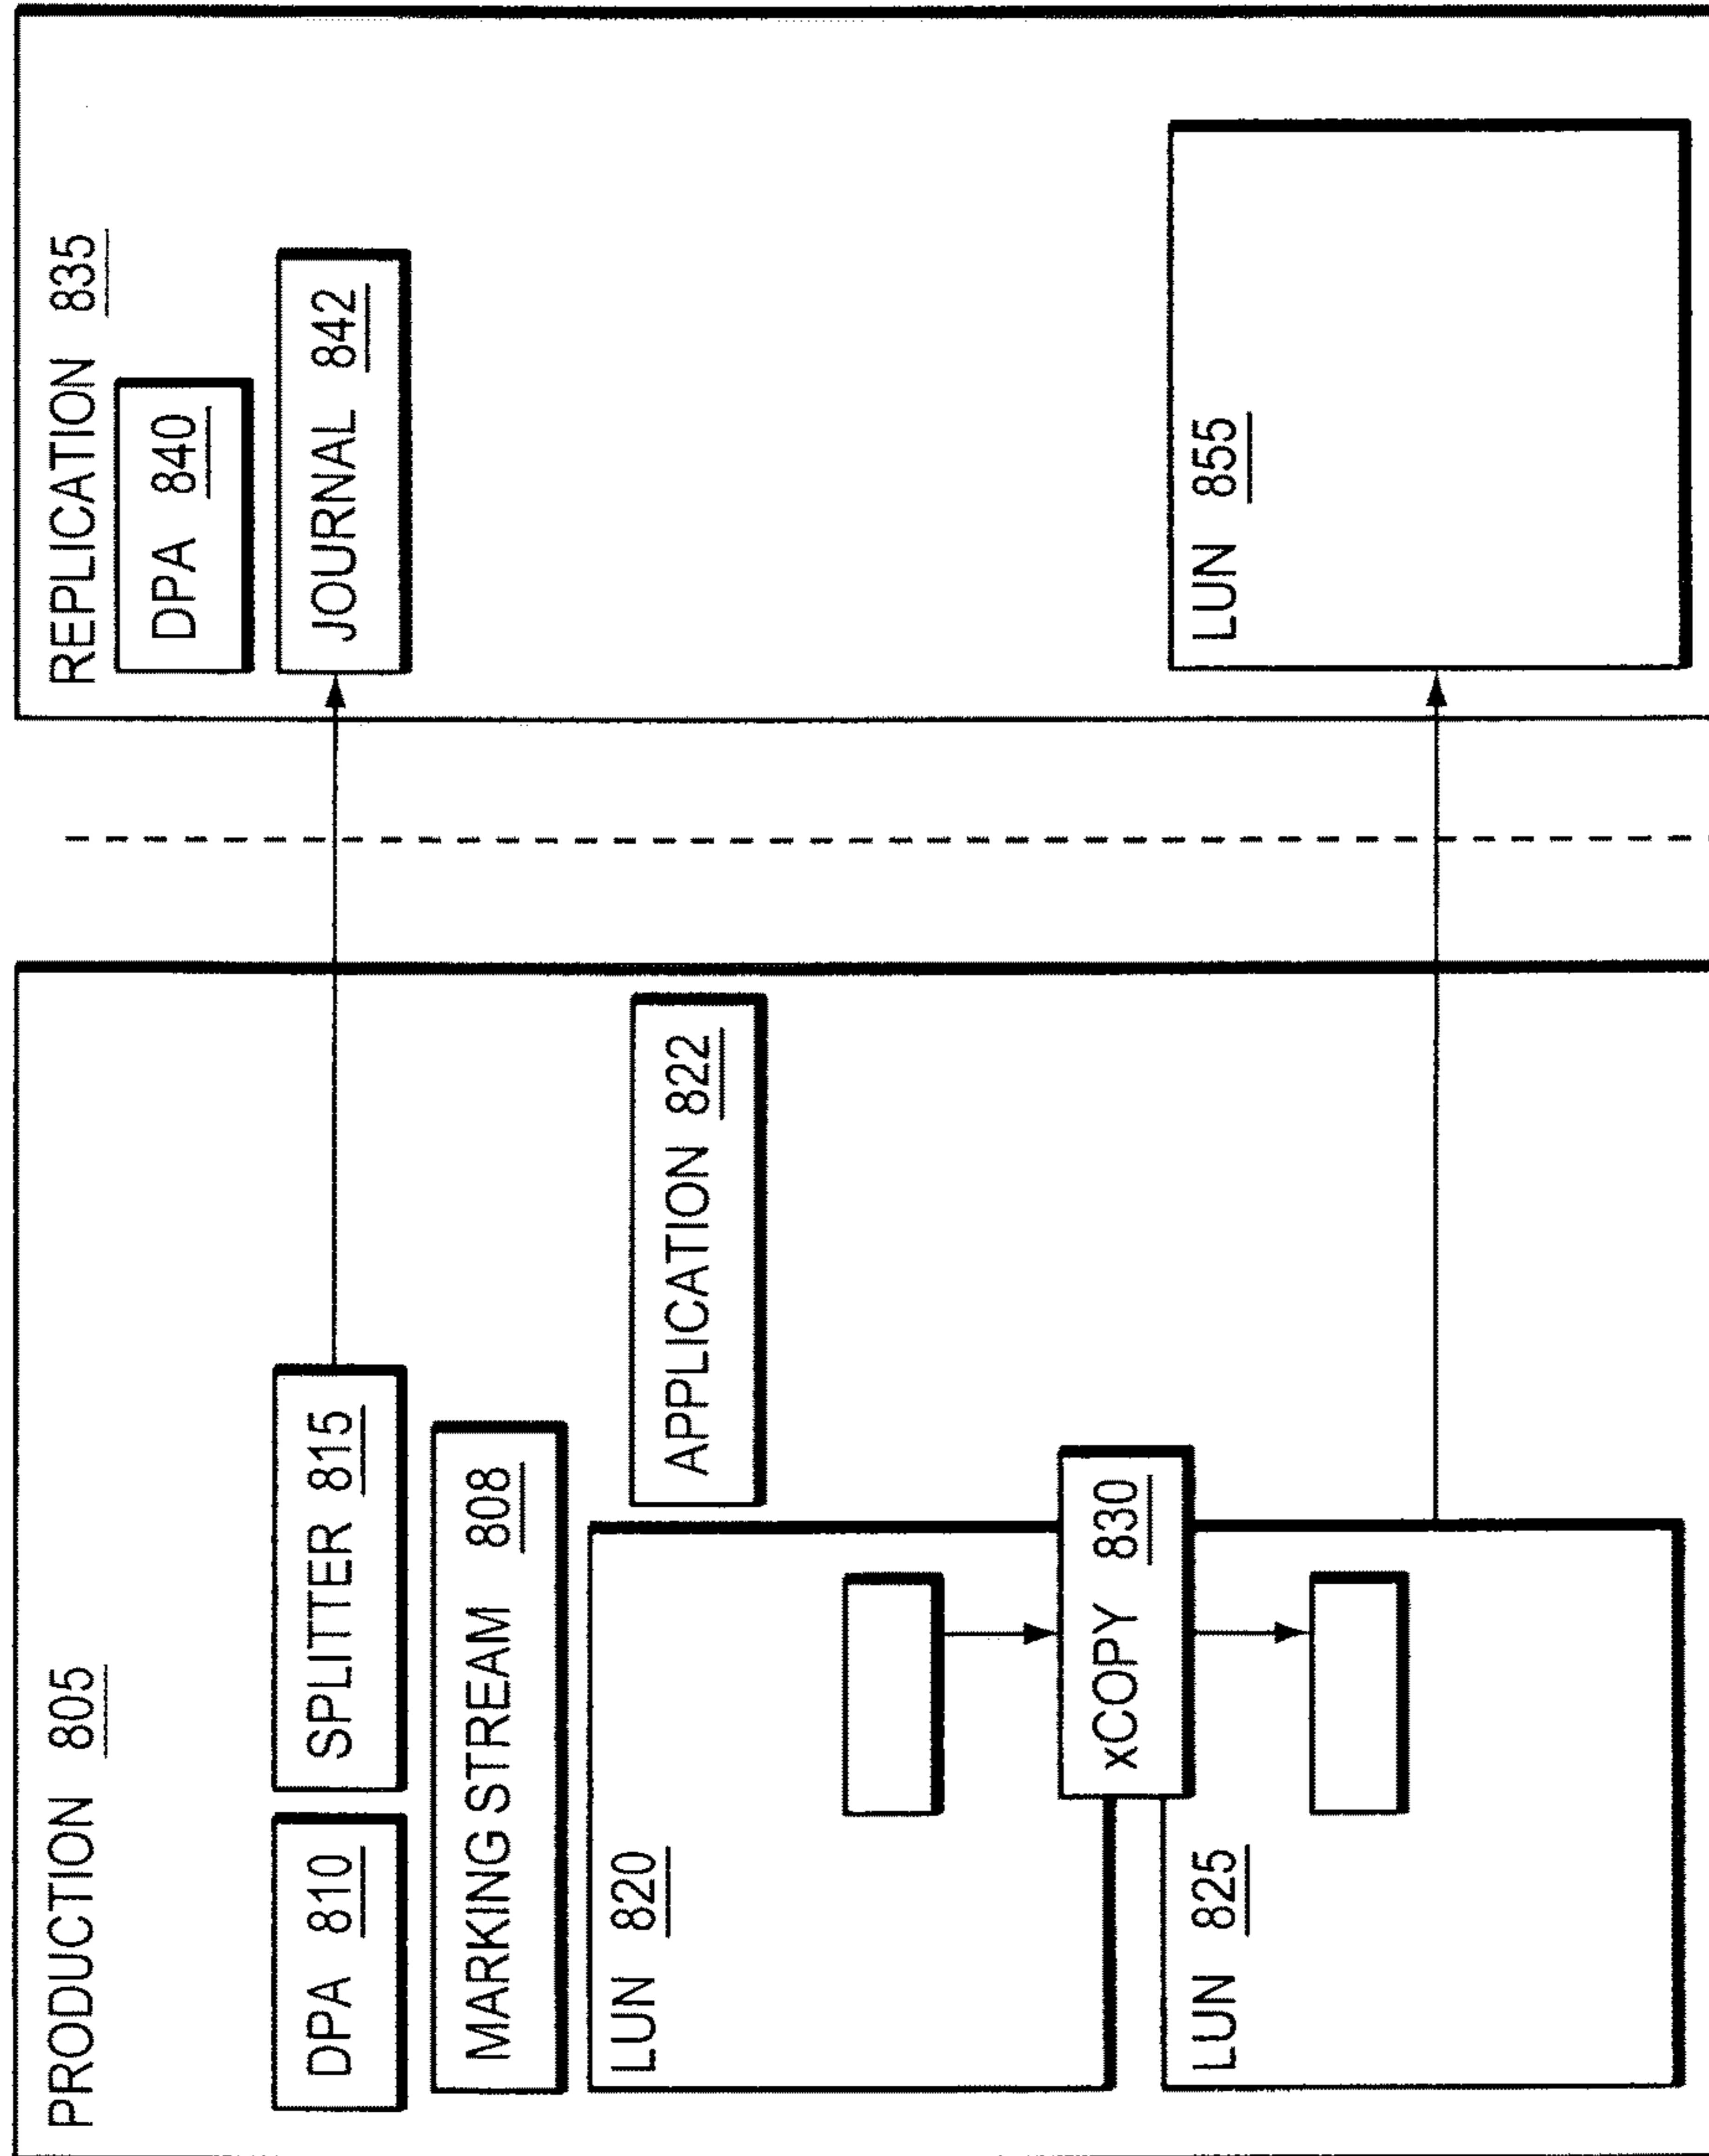 PRODUCTION 805
DPA 810
SPLITTER 815
MARKING STREAM 808
APPLICATION 822
LUN 820
xCOPY 830
LUN 825
REPLICATION 835
DPA 840
JOURNAL 842
LUN 855